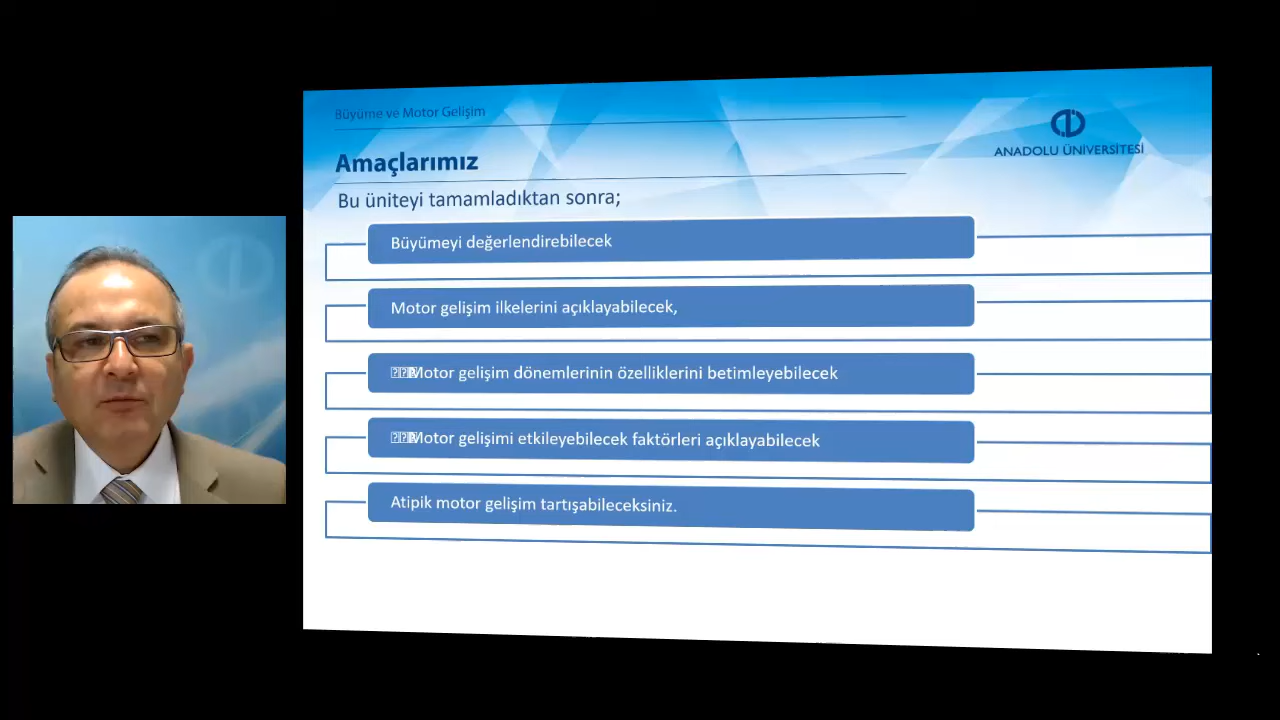 Büyüme ve Motor Gelişim
ANADOLU ÜNİVERSİTESİ
Amaçlarımız
Bu üniteyi tamamladıktan sonra;
Büyümeyi değerlendirebilecek
Motor gelişim ilkelerini açıklayabilecek,
Motor gelişim dönemlerinin özelliklerini betimleyebilecek
Motor gelişimi etkileyebilecek faktörleri açıklayabilecek
Atipik motor gelişim tartışabileceksiniz.